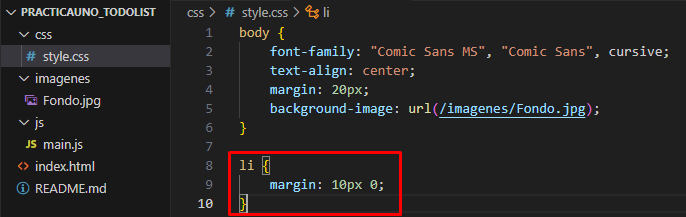 PRACTICAUNO_TODOLIST
css
style.css
imagenes
Fondo.jpg
js
JS main.js
index.html
README.md
css > style.css > li
1 body {
2 font-family: "Comic Sans MS", "Comic Sans", cursive;
3 text-align: center;
4 margin: 20px;
5 background-image: url(/imagenes/Fondo.jpg);
6 }
7
8 li {
9 margin: 10px 0;
10 }